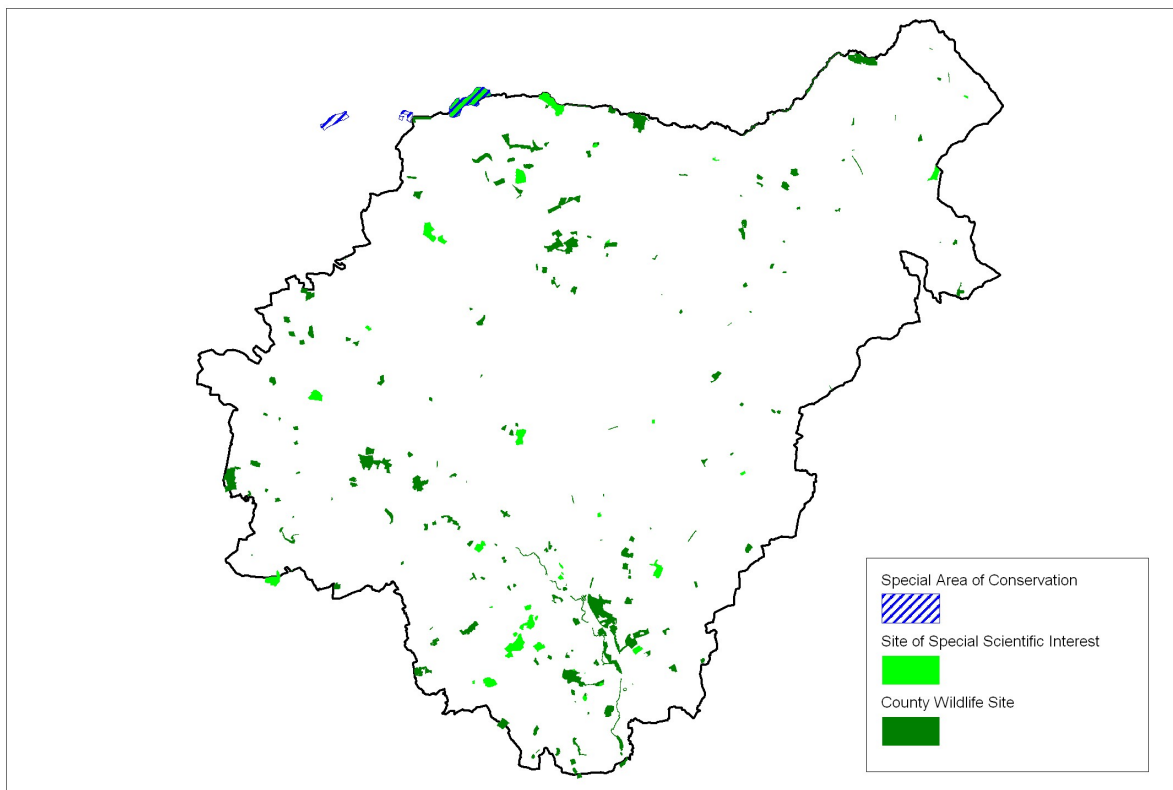 Special Area of Conservation
Site of Special Scientific Interest
County Wildlife Site